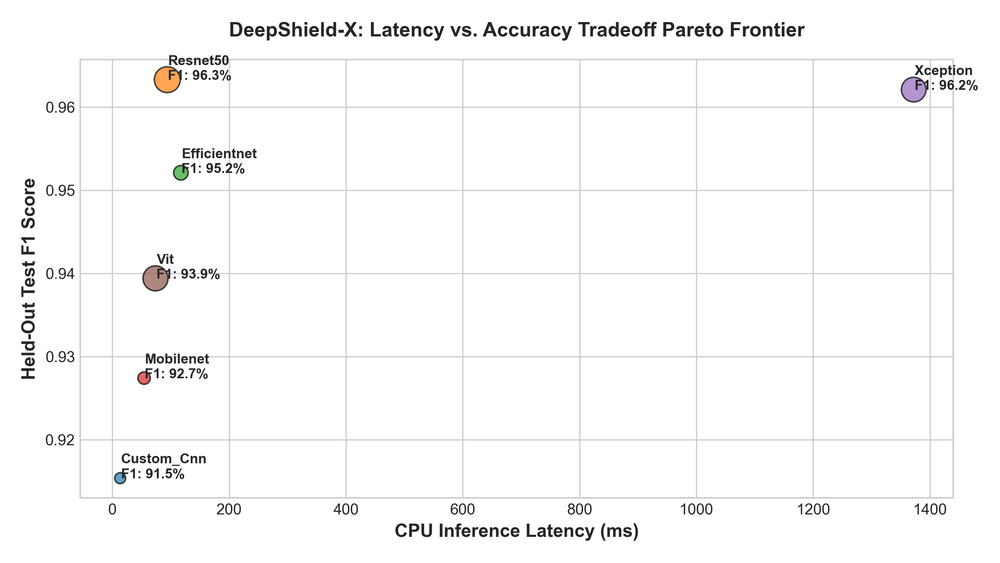 DeepShield-X: Latency vs. Accuracy Tradeoff Pareto Frontier
Held-Out Test F1 Score
0.96
0.95
0.94
0.93
0.92
Resnet50
F1: 96.3%
Xception
F1: 96.2%
Efficientnet
F1: 95.2%
Vit
F1: 93.9%
Mobilenet
F1: 92.7%
Custom_Cnn
F1: 91.5%
0 200 400 600 800 1000 1200 1400
CPU Inference Latency (ms)